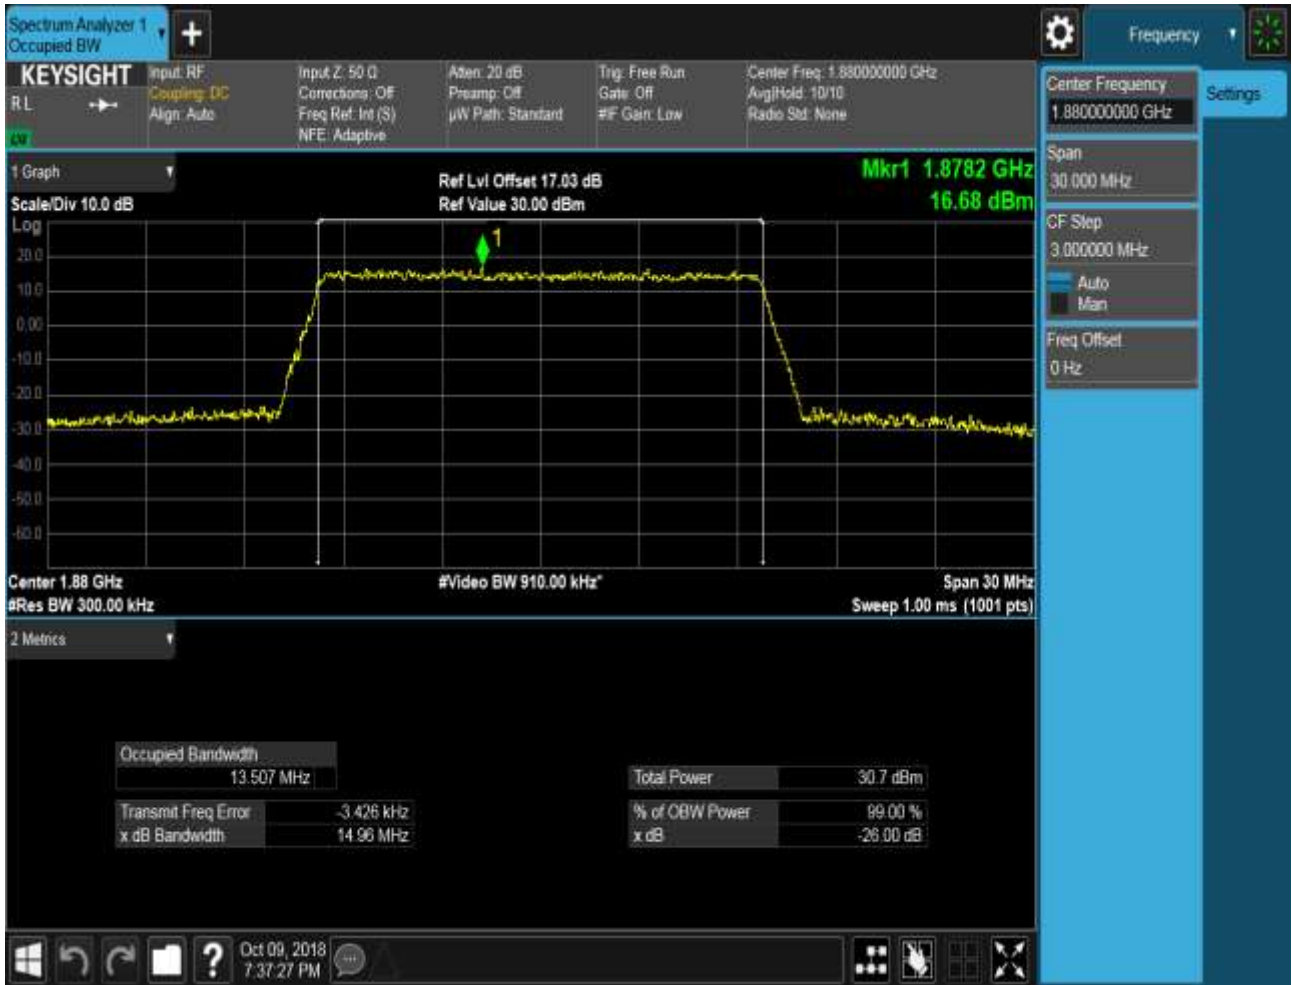 Spectrum Analyzer 1
Occupied BW
+
Frequency
KEYSIGHT
RL
Input: RF
Coupling: DC
Align: Auto
Input Z: 50 Ω
Corrections: Off
Freq Ref: Int (S)
NFE: Adaptive
Atten: 20 dB
Preamp: Off
µW Path: Standard
Trig: Free Run
Gate: Off
#IF Gain: Low
Center Freq: 1.880000000 GHz
Avg|Hold: 10/10
Radio Std: None
Center Frequency
1.880000000 GHz
Settings
Span
30.000 MHz
CF Step
3.000000 MHz
Auto
Man
Freq Offset
0 Hz
1 Graph
Scale/Div 10.0 dB
Ref Lvl Offset 17.03 dB
Ref Value 30.00 dBm
Mkr1 1.8782 GHz
16.68 dBm
Log
1
20.0
10.0
0.00
-10.0
-20.0
-30.0
-40.0
-50.0
-60.0
Center 1.88 GHz
#Video BW 910.00 kHz*
Span 30 MHz
#Res BW 300.00 kHz
Sweep 1.00 ms (1001 pts)
2 Metrics
Occupied Bandwidth
13.507 MHz
Transmit Freq Error -3.426 kHz
x dB Bandwidth 14.96 MHz
Total Power 30.7 dBm
% of OBW Power 99.00 %
x dB -26.00 dB
?
Oct 09, 2018
7:37:27 PM